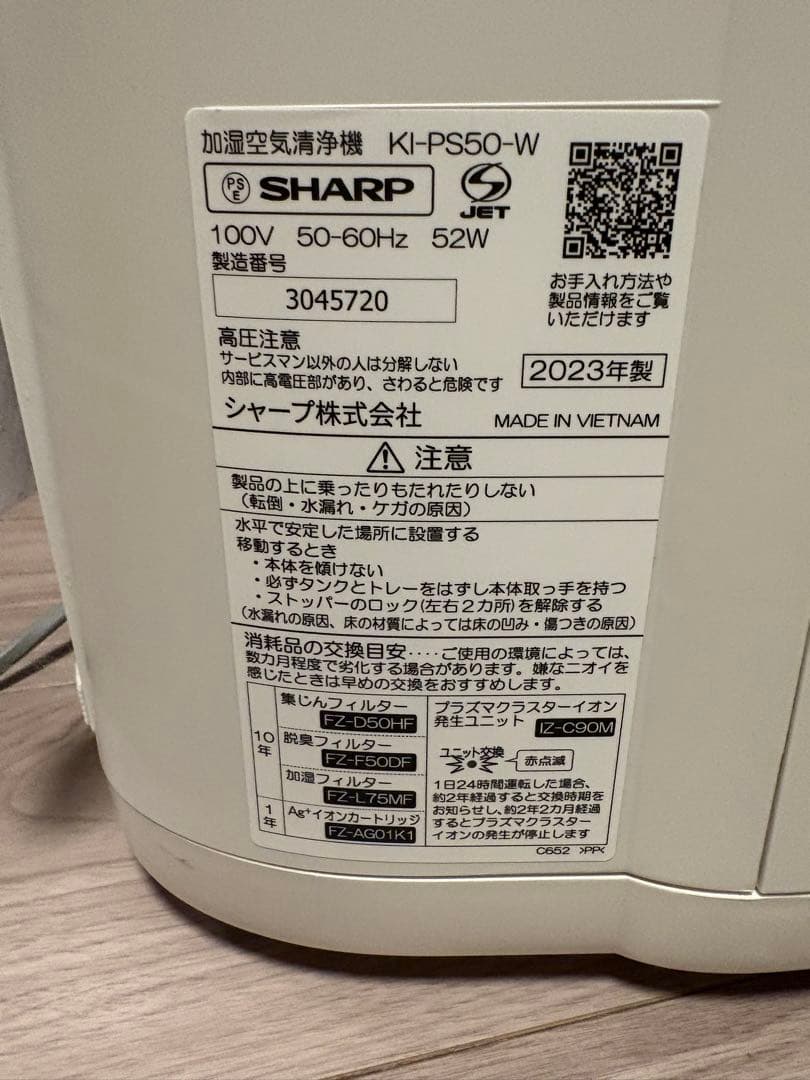 加湿空気清浄機 KI-PS50-W
PSE SHARP S JET
100V 50-60Hz 52W
製造番号
3045720
お手入れ方法や
製品情報をご覧
いただけます
高圧注意
サービスマン以外の人は分解しない
内部に高電圧部があり、さわると危険です
2023年製
シャープ株式会社 MADE IN VIETNAM
⚠ 注意
製品の上に乗ったりもたれたりしない
(転倒・水漏れ・ケガの原因)
水平で安定した場所に設置する
移動するとき
・本体を傾けない
・必ずタンクとトレーをはずし本体取っ手を持つ
・ストッパーのロック(左右2カ所)を解除する
(水漏れの原因、床の材質によっては床の凹み・傷つきの原因)
消耗品の交換目安‥‥ご使用の環境によっては、
数カ月程度で劣化する場合があります。嫌なニオイを
感じたときは早めの交換をおすすめします。
10年
集じんフィルター
FZ-D50HF
脱臭フィルター
FZ-F50DF
加湿フィルター
FZ-L75MF
1年
Ag+イオンカートリッジ
FZ-AG01K1
プラズマクラスターイオン
発生ユニット IZ-C90M
ユニット交換
赤点滅
1日24時間運転した場合、
約2年経過すると交換時期を
お知らせし、約2年2カ月経過
するとプラズマクラスター
イオンの発生が停止します
C652 >PP<